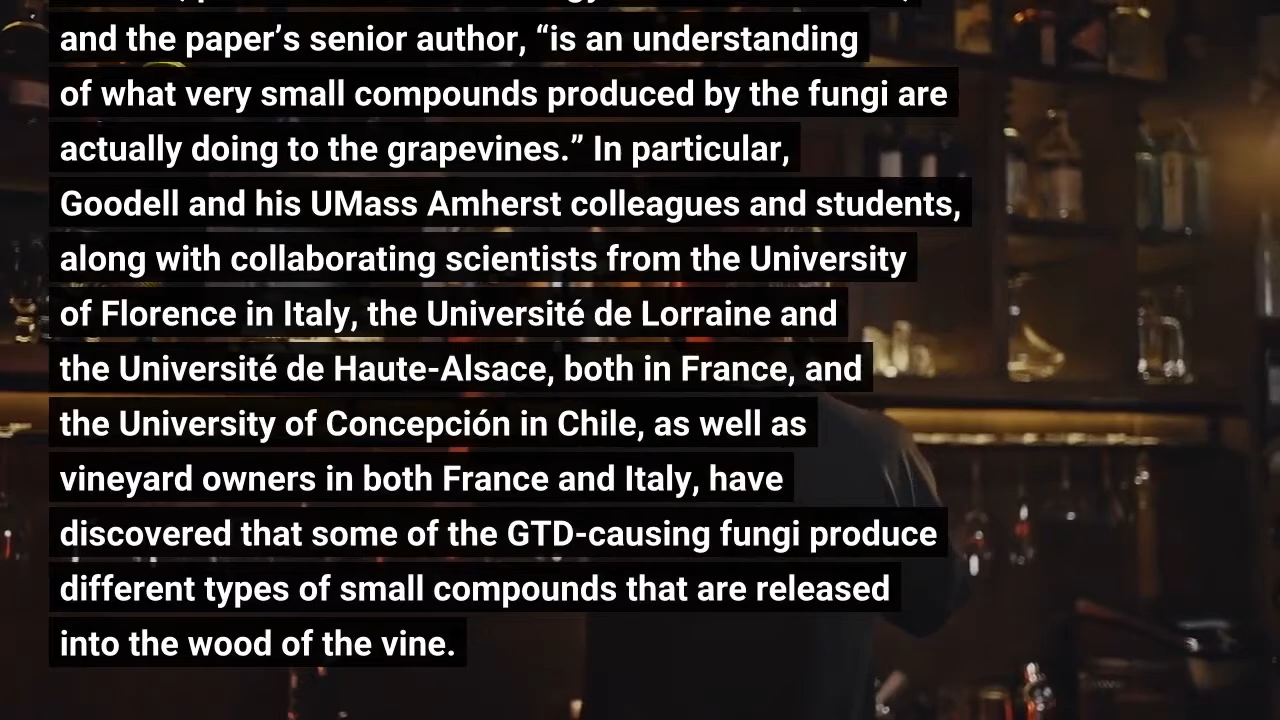 and the paper’s senior author, “is an understanding
of what very small compounds produced by the fungi are
actually doing to the grapevines.” In particular,
Goodell and his UMass Amherst colleagues and students,
along with collaborating scientists from the University
of Florence in Italy, the Université de Lorraine and
the Université de Haute-Alsace, both in France, and
the University of Concepción in Chile, as well as
vineyard owners in both France and Italy, have
discovered that some of the GTD-causing fungi produce
different types of small compounds that are released
into the wood of the vine.